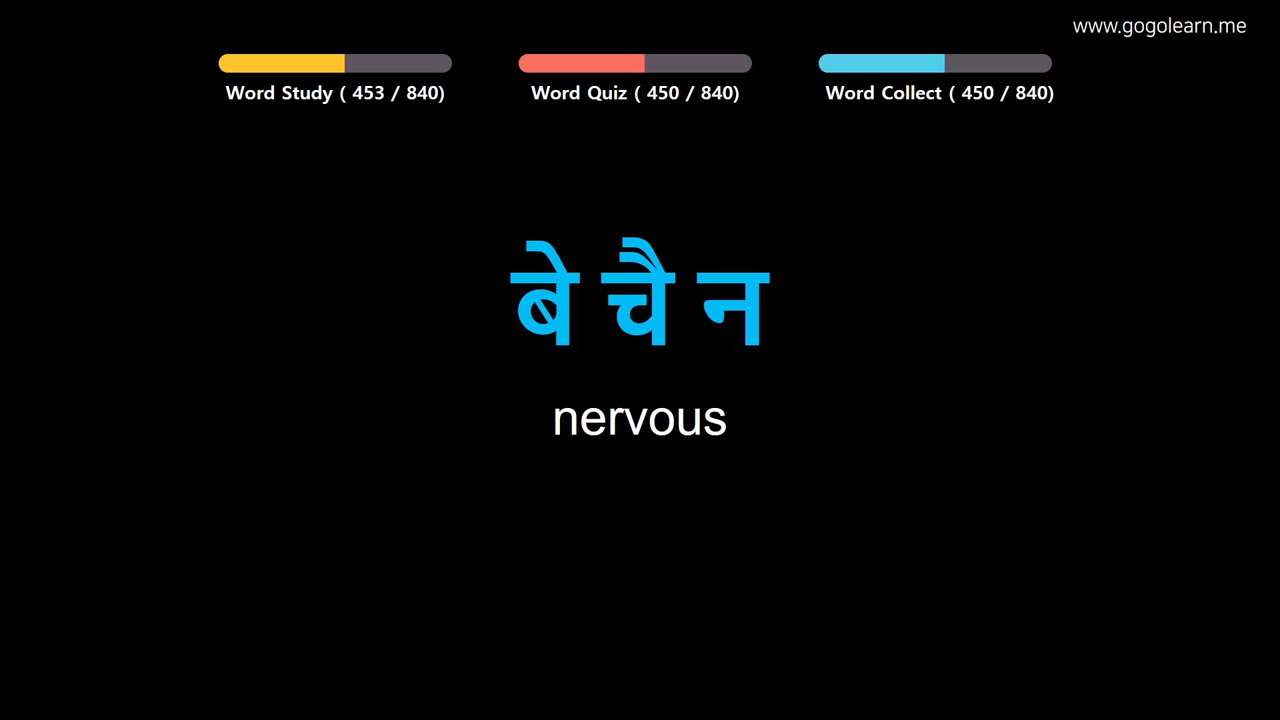 www.gogolearn.me
Word Study ( 453 / 840)
Word Quiz ( 450 / 840)
Word Collect ( 450 / 840)
बे चै न
nervous